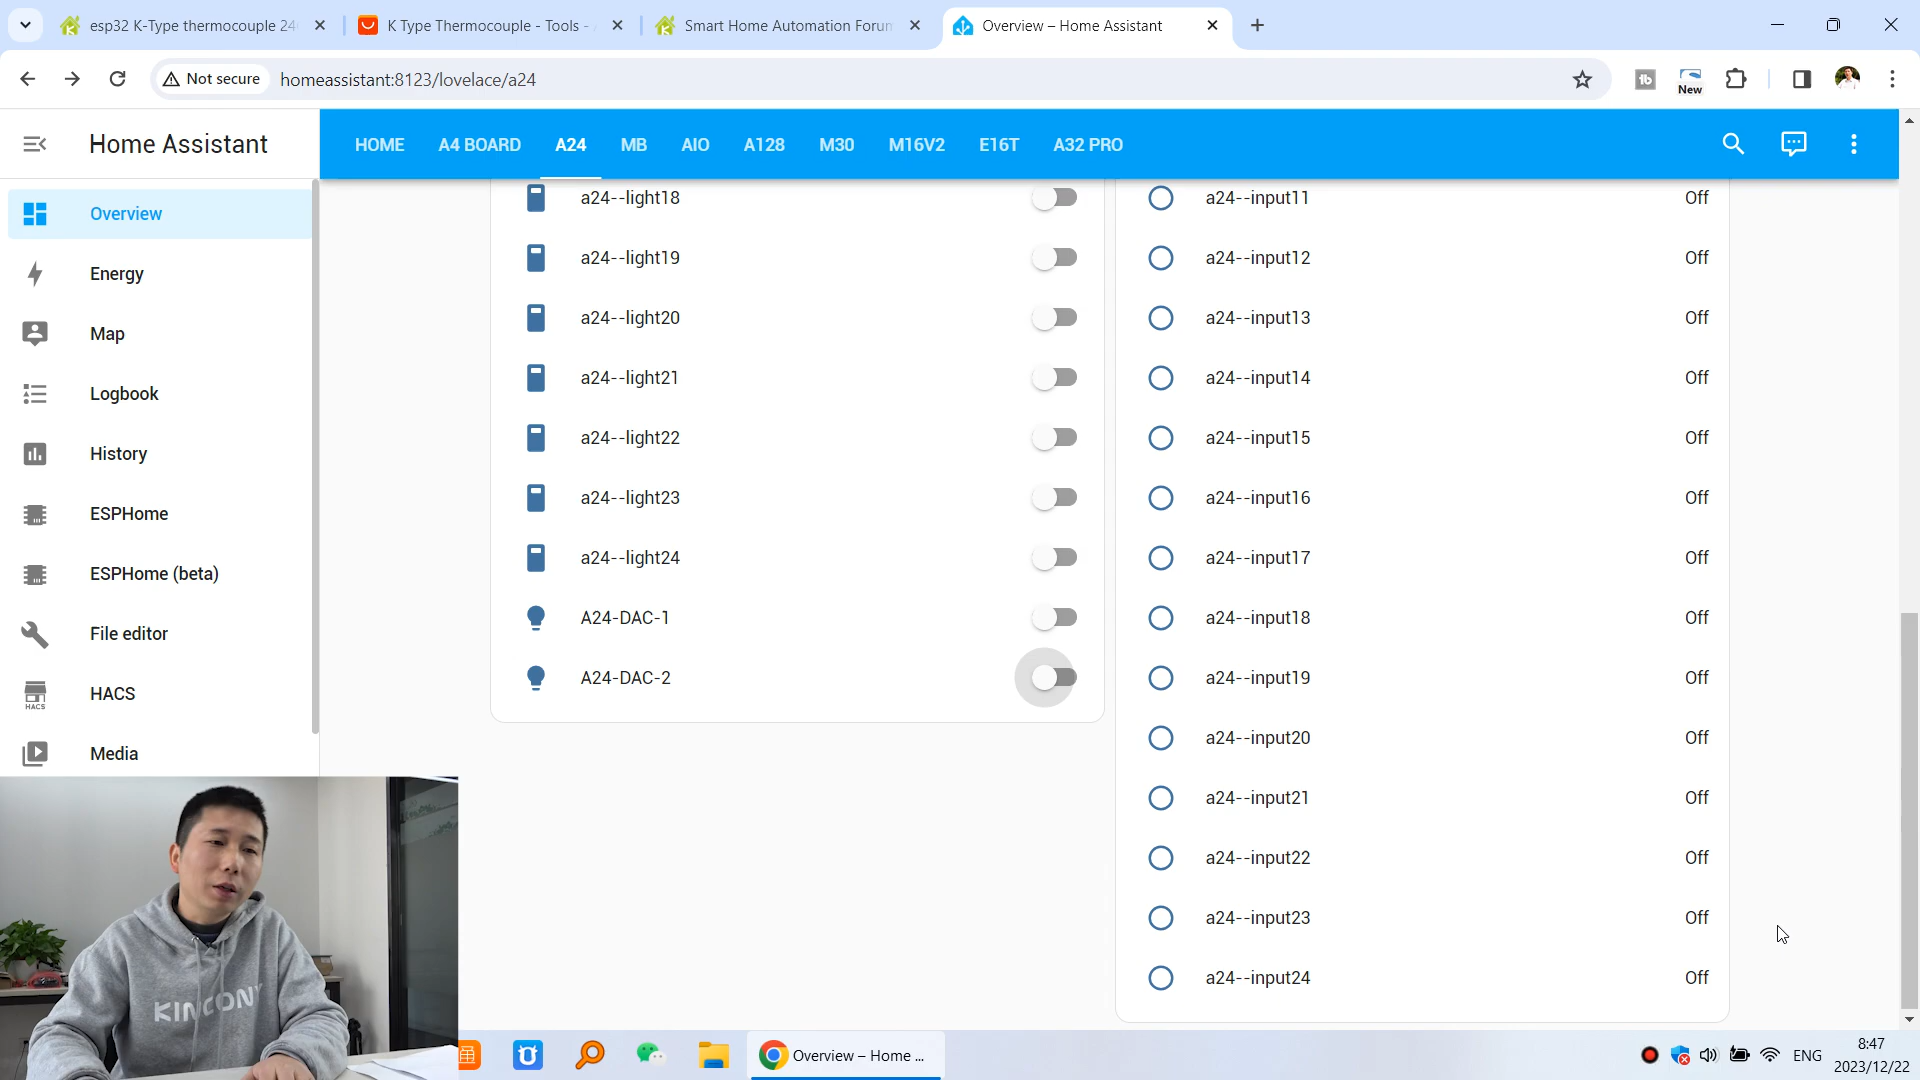 esp32 K-Type thermocouple 24
K Type Thermocouple - Tools -
Smart Home Automation Forum
Overview – Home Assistant
Not secure
homeassistant:8123/lovelace/a24
New
Home Assistant
HOME
A4 BOARD
A24
MB
AIO
A128
M30
M16V2
E16T
A32 PRO
Overview
Energy
Map
Logbook
History
ESPHome
ESPHome (beta)
File editor
HACS
HACS
Media
a24--light18
a24--light19
a24--light20
a24--light21
a24--light22
a24--light23
a24--light24
A24-DAC-1
A24-DAC-2
a24--input11 Off
a24--input12 Off
a24--input13 Off
a24--input14 Off
a24--input15 Off
a24--input16 Off
a24--input17 Off
a24--input18 Off
a24--input19 Off
a24--input20 Off
a24--input21 Off
a24--input22 Off
a24--input23 Off
a24--input24 Off
KINCONY
Overview – Home ...
ENG
8:47
2023/12/22